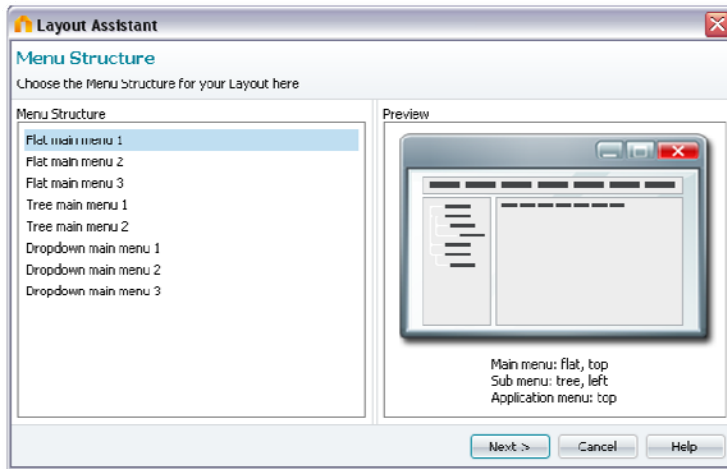 Layout Assistant
Menu Structure
Choose the Menu Structure for your Layout here
Menu Structure
Flat main menu 1
Flat main menu 2
Flat main menu 3
Tree main menu 1
Tree main menu 2
Dropdown main menu 1
Dropdown main menu 2
Dropdown main menu 3
Preview
Main menu: flat, top
Sub menu: tree, left
Application menu: top
Next >
Cancel
Help